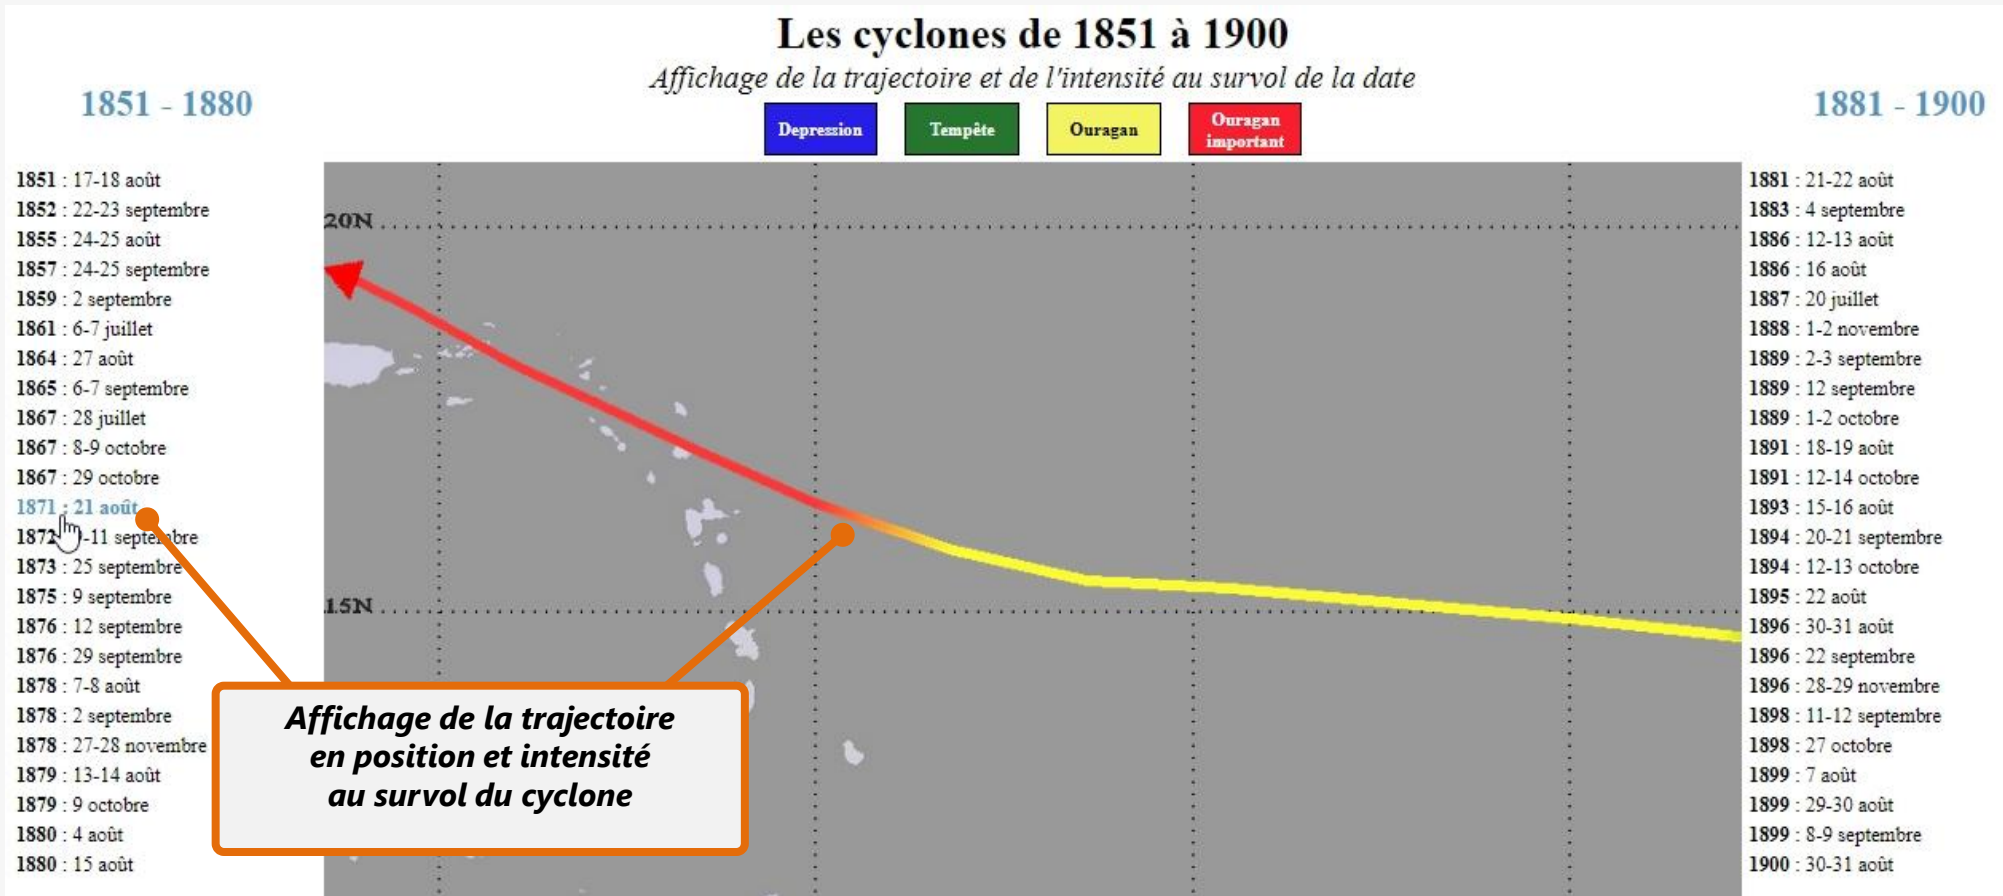 Les cyclones de 1851 à 1900
Affichage de la trajectoire et de l'intensité au survol de la date
1851 - 1880
1881 - 1900
Depression
Tempête
Ouragan
Ouragan
important
1851 : 17-18 août
1852 : 22-23 septembre
1855 : 24-25 août
1857 : 24-25 septembre
1859 : 2 septembre
1861 : 6-7 juillet
1864 : 27 août
1865 : 6-7 septembre
1867 : 28 juillet
1867 : 8-9 octobre
1867 : 29 octobre
1871 : 21 août
1872 -11 septembre
1873 : 25 septembre
1875 : 9 septembre
1876 : 12 septembre
1876 : 29 septembre
1878 : 7-8 août
1878 : 2 septembre
1878 : 27-28 novembre
1879 : 13-14 août
1879 : 9 octobre
1880 : 4 août
1880 : 15 août
20N
15N
Affichage de la trajectoire
en position et intensité
au survol du cyclone
1881 : 21-22 août
1883 : 4 septembre
1886 : 12-13 août
1886 : 16 août
1887 : 20 juillet
1888 : 1-2 novembre
1889 : 2-3 septembre
1889 : 12 septembre
1889 : 1-2 octobre
1891 : 18-19 août
1891 : 12-14 octobre
1893 : 15-16 août
1894 : 20-21 septembre
1894 : 12-13 octobre
1895 : 22 août
1896 : 30-31 août
1896 : 22 septembre
1896 : 28-29 novembre
1898 : 11-12 septembre
1898 : 27 octobre
1899 : 7 août
1899 : 29-30 août
1899 : 8-9 septembre
1900 : 30-31 août